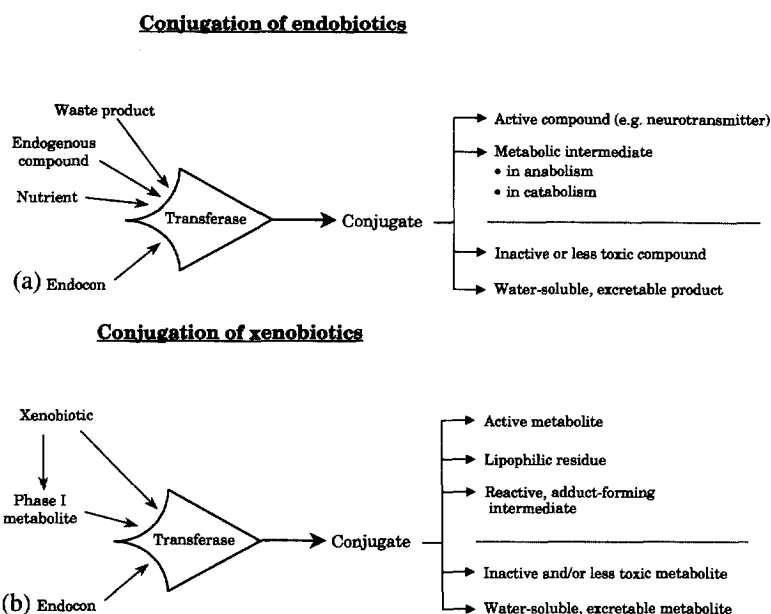 Conjugation of endobiotics
Waste product
Endogenous
compound
Nutrient
Transferase
(a) Endocon
Conjugate
Active compound (e.g. neurotransmitter)
Metabolic intermediate
• in anabolism
• in catabolism
Inactive or less toxic compound
Water-soluble, excretable product
Conjugation of xenobiotics
Xenobiotic
Phase I
metabolite
Transferase
(b) Endocon
Conjugate
Active metabolite
Lipophilic residue
Reactive, adduct-forming
intermediate
Inactive and/or less toxic metabolite
Water-soluble, excretable metabolite